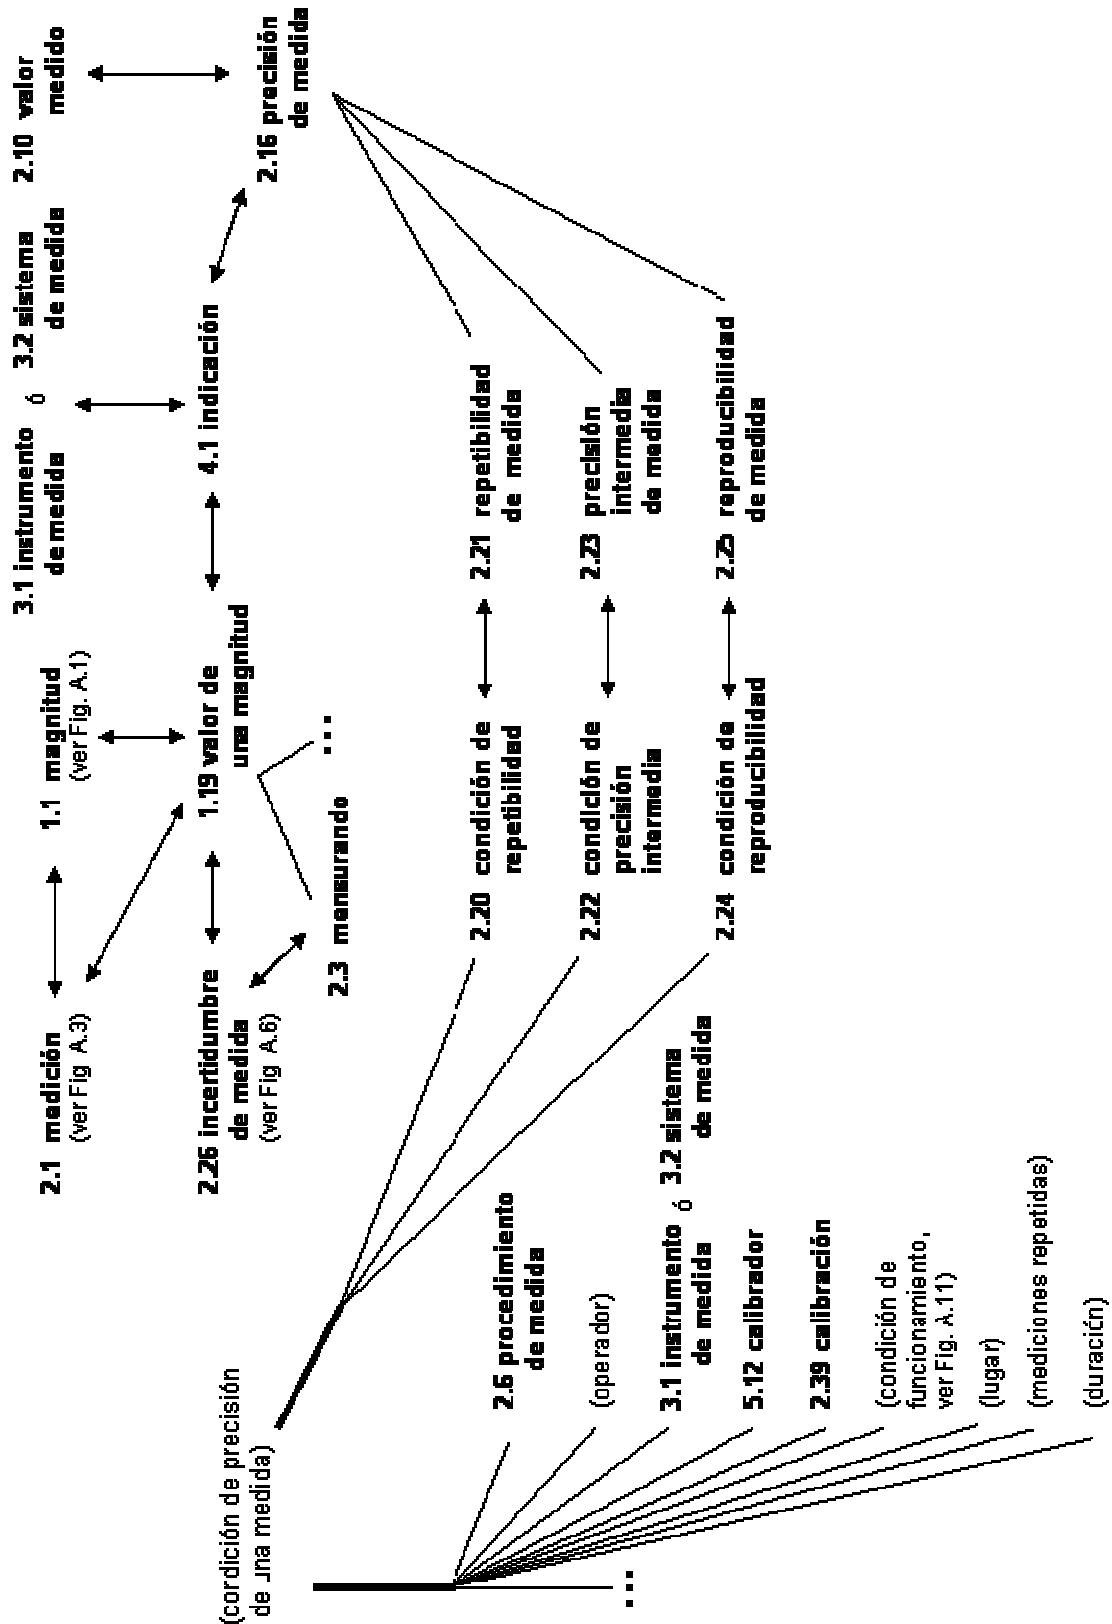 2.1 medición
(ver Fig A.3)
1.1 magnitud
(ver Fig. A.1)
3.1 instrumento
de medida
ó
3.2 sistema
de medida
2.10 valor
medido
2.26 incertidumbre
de medida
(ver Fig A.6)
1.19 valor de
una magnitud
4.1 indicación
2.16 precisión
de medida
2.3 mensurando
...
(cordición de precisión
de una medida)
2.20 condición de
repetibilidad
2.21 repetibilidad
de medida
2.22 condición de
precisión
intermedia
2.23 precisión
intermedia
de medida
2.24 condición de
reproducibilidad
2.25 reproducibilidad
de medida
2.6 procedimiento
de medida
(operador)
3.1 instrumento
de medida
ó
3.2 sistema
de medida
5.12 calibrador
2.39 calibración
(condición de
funcionamiento,
ver Fig. A.11)
(lugar)
(mediciones repetidas)
(duración)
...